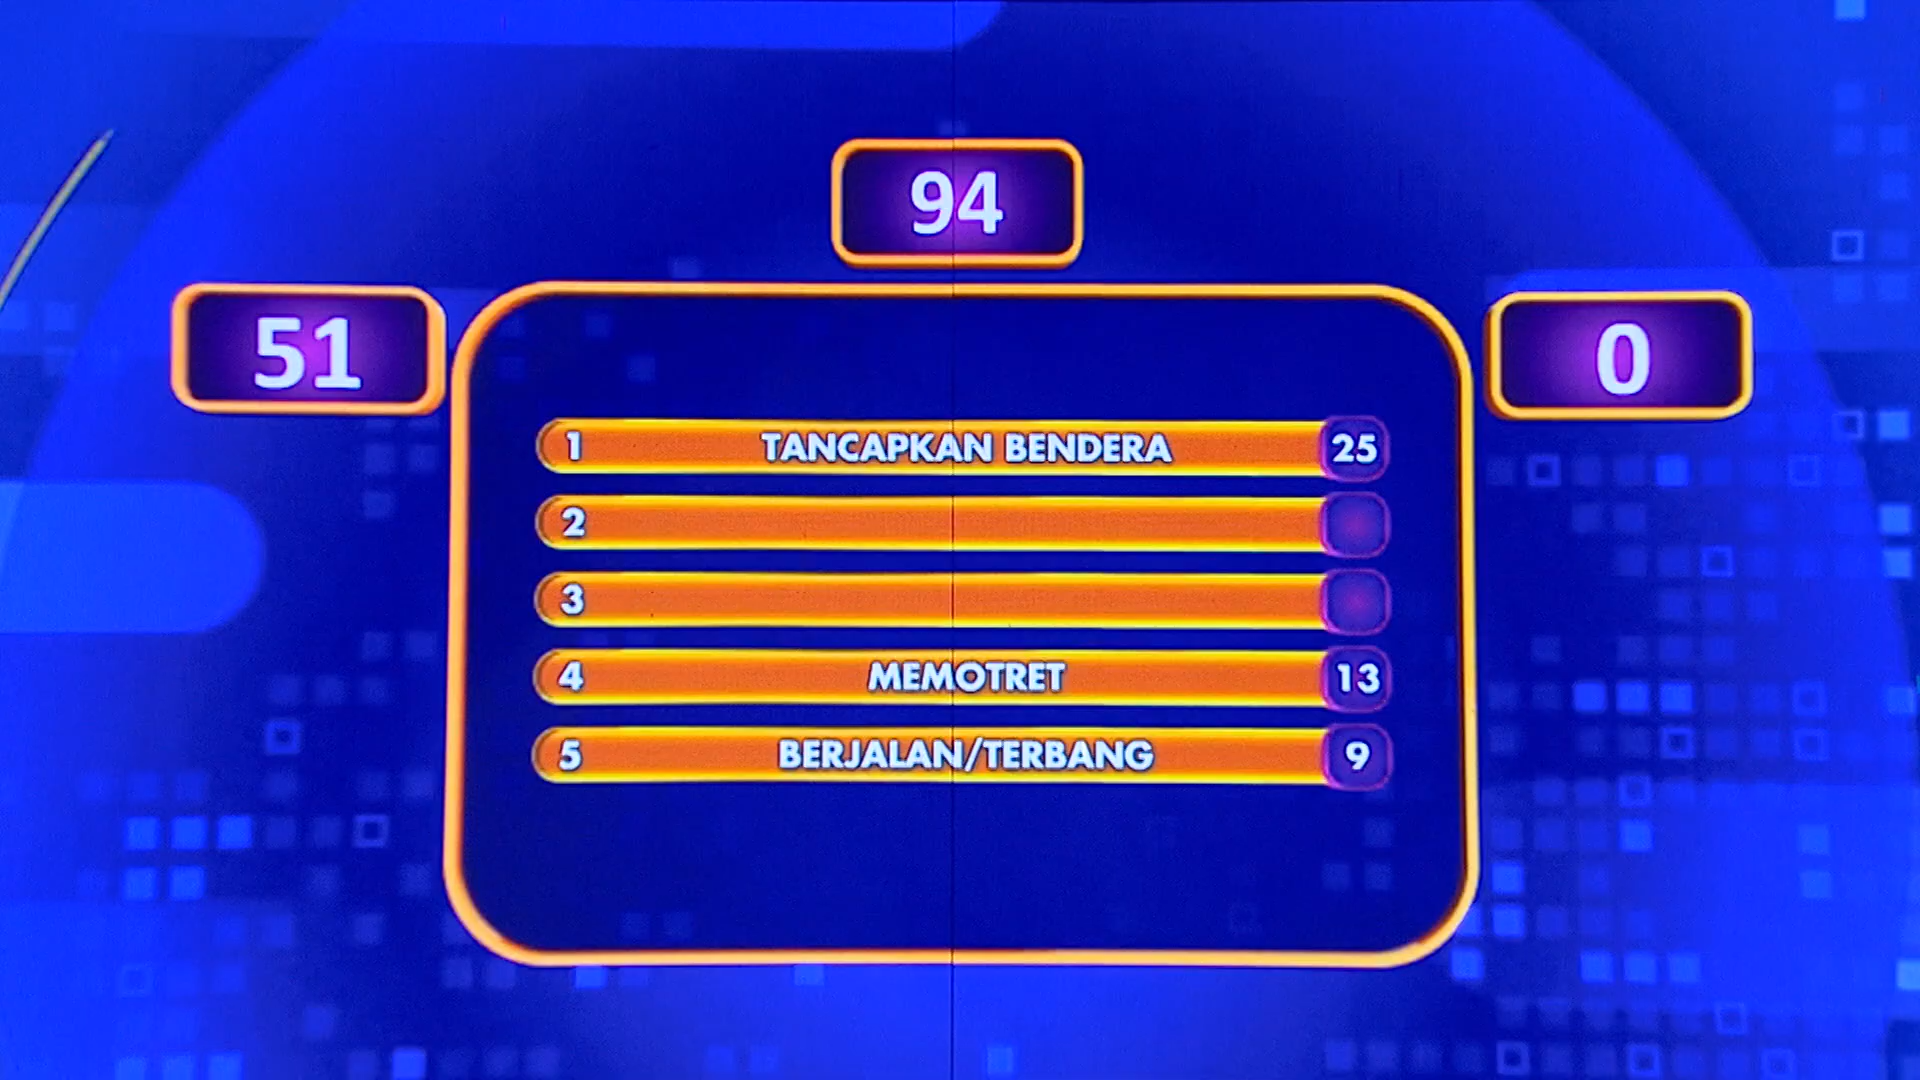 94
51
0
1 TANCAPKAN BENDERA 25
2
3
4 MEMOTRET 13
5 BERJALAN/TERBANG 9